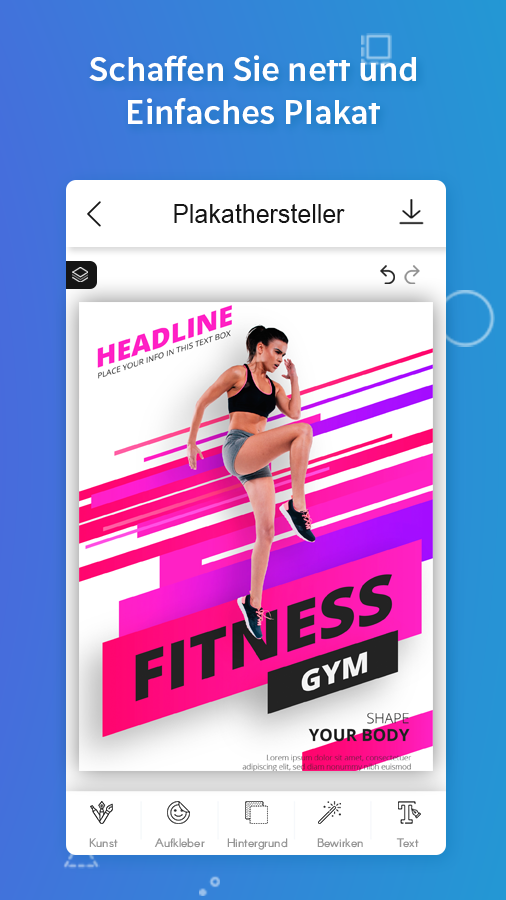 Schaffen Sie nett und
Einfaches Plakat
Plakathersteller
HEADLINE
PLACE YOUR INFO IN THIS TEXT BOX
FITNESS
GYM
SHAPE
YOUR BODY
Lorem ipsum dolor sit amet, consectetuer
adipiscing elit, sed diam nonummy nibh euismod
Kunst
Aufkleber
Hintergrund
Bewirken
Text